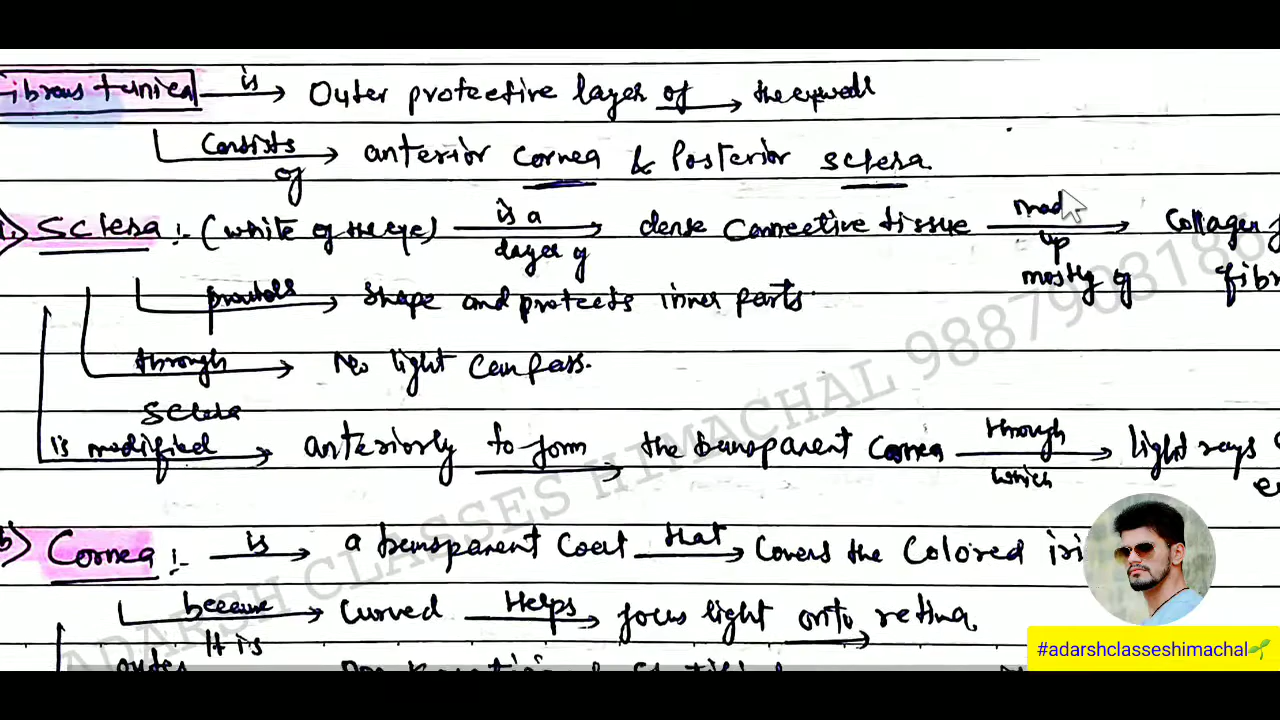 Fibrous tunica is → Outer protective layer of → the eyeball
Consists of → anterior cornea & Posterior sclera
a). Sclera :- (white of the eye) is a layer of → dense Connective tissue made up mostly of → Collagen
fibr
provides → shape and protects inner parts.
through sclera → No light can pass.
is modified → anteriorly to form → the transparent cornea through which → light rays
b) Cornea :- is → a transparent coat that → covers the colored iri
because it is → curved Helps → focus light onto → retina
outer
ADARSH CLASSES HIMACHAL
#adarshclasseshimachal🌱